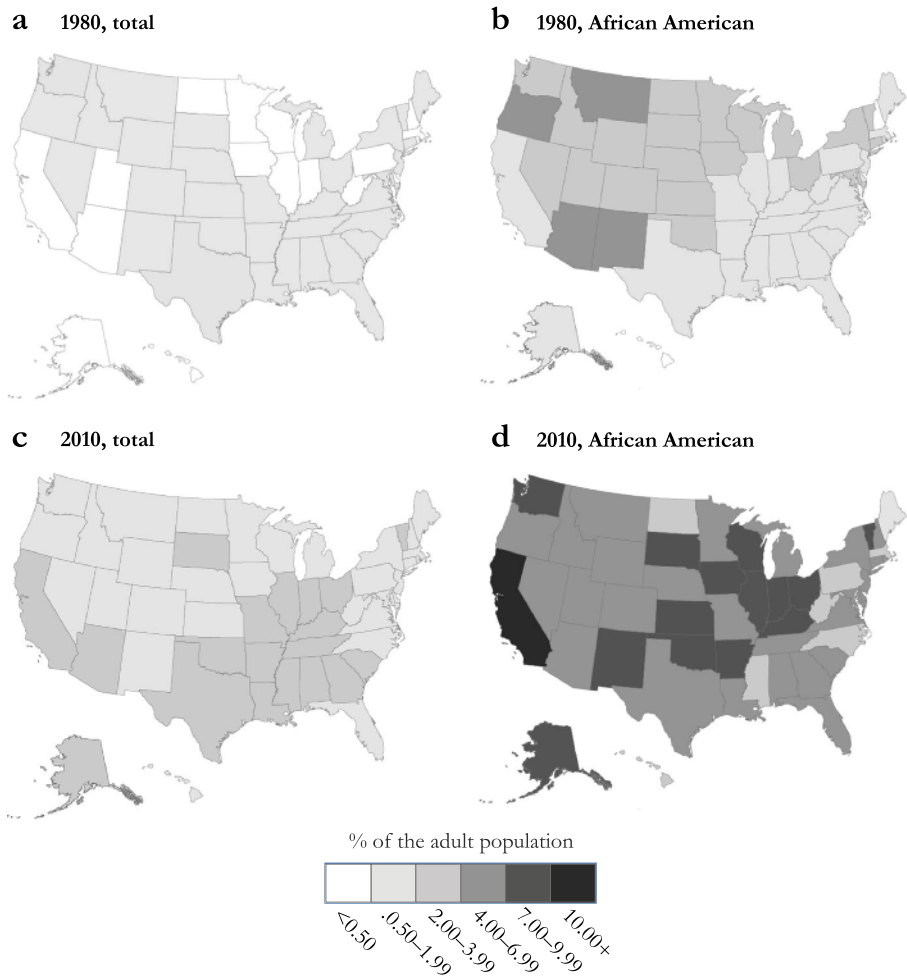 a 1980, total
b 1980, African American
c 2010, total
d 2010, African American
% of the adult population
<0.50
.0.50–1.99
2.00–3.99
4.00–6.99
7.00–9.99
10.00+